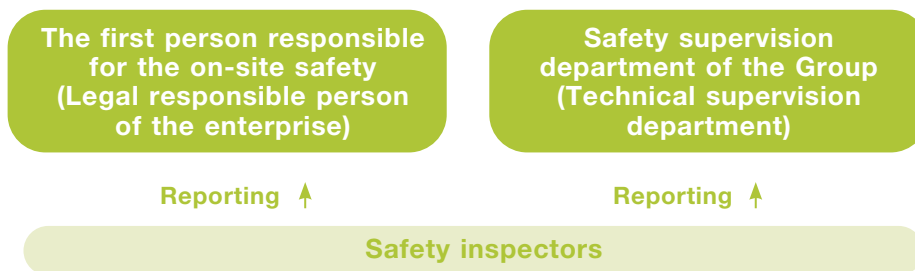 The first person responsible
for the on-site safety
(Legal responsible person
of the enterprise)
Safety supervision
department of the Group
(Technical supervision
department)
Reporting
Reporting
Safety inspectors